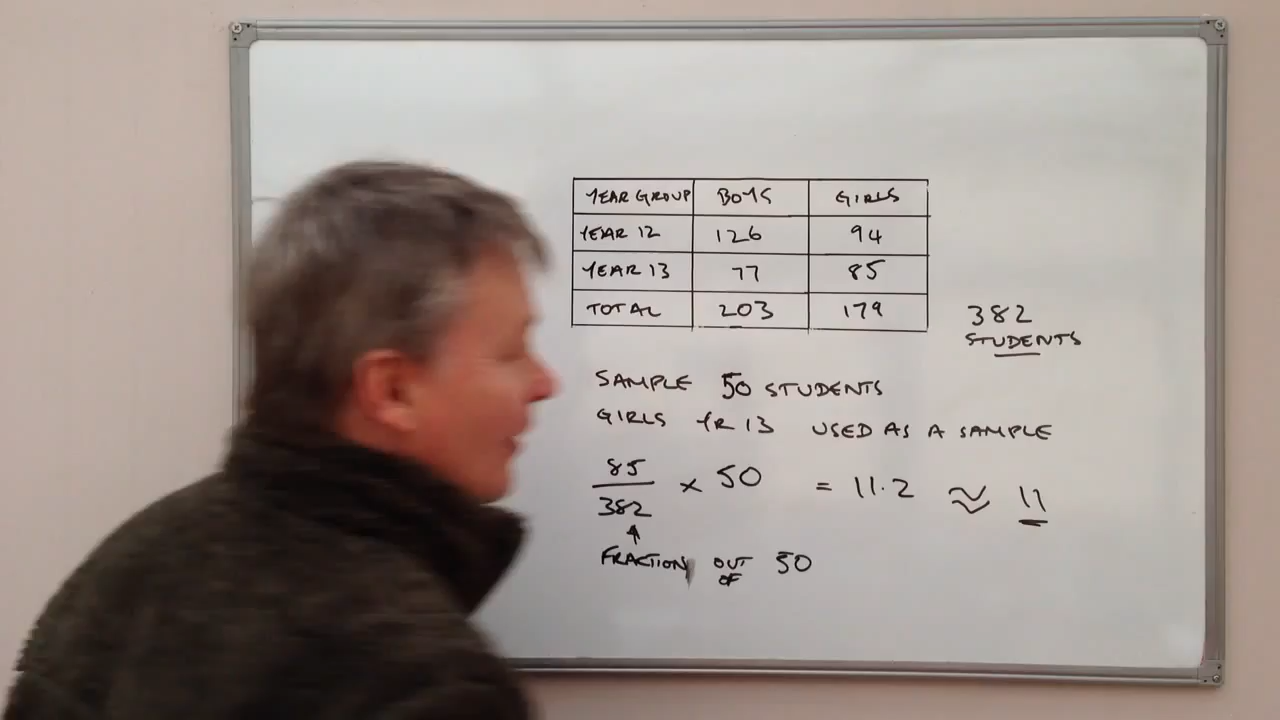 YEAR GROUP BOYS GIRLS
YEAR 12 126 94
YEAR 13 77 85
TOTAL 203 179
382
STUDENTS
SAMPLE 50 STUDENTS
GIRLS YR 13 USED AS A SAMPLE
85/382 × 50 = 11.2 ≈ 11
FRACTION OUT OF 50